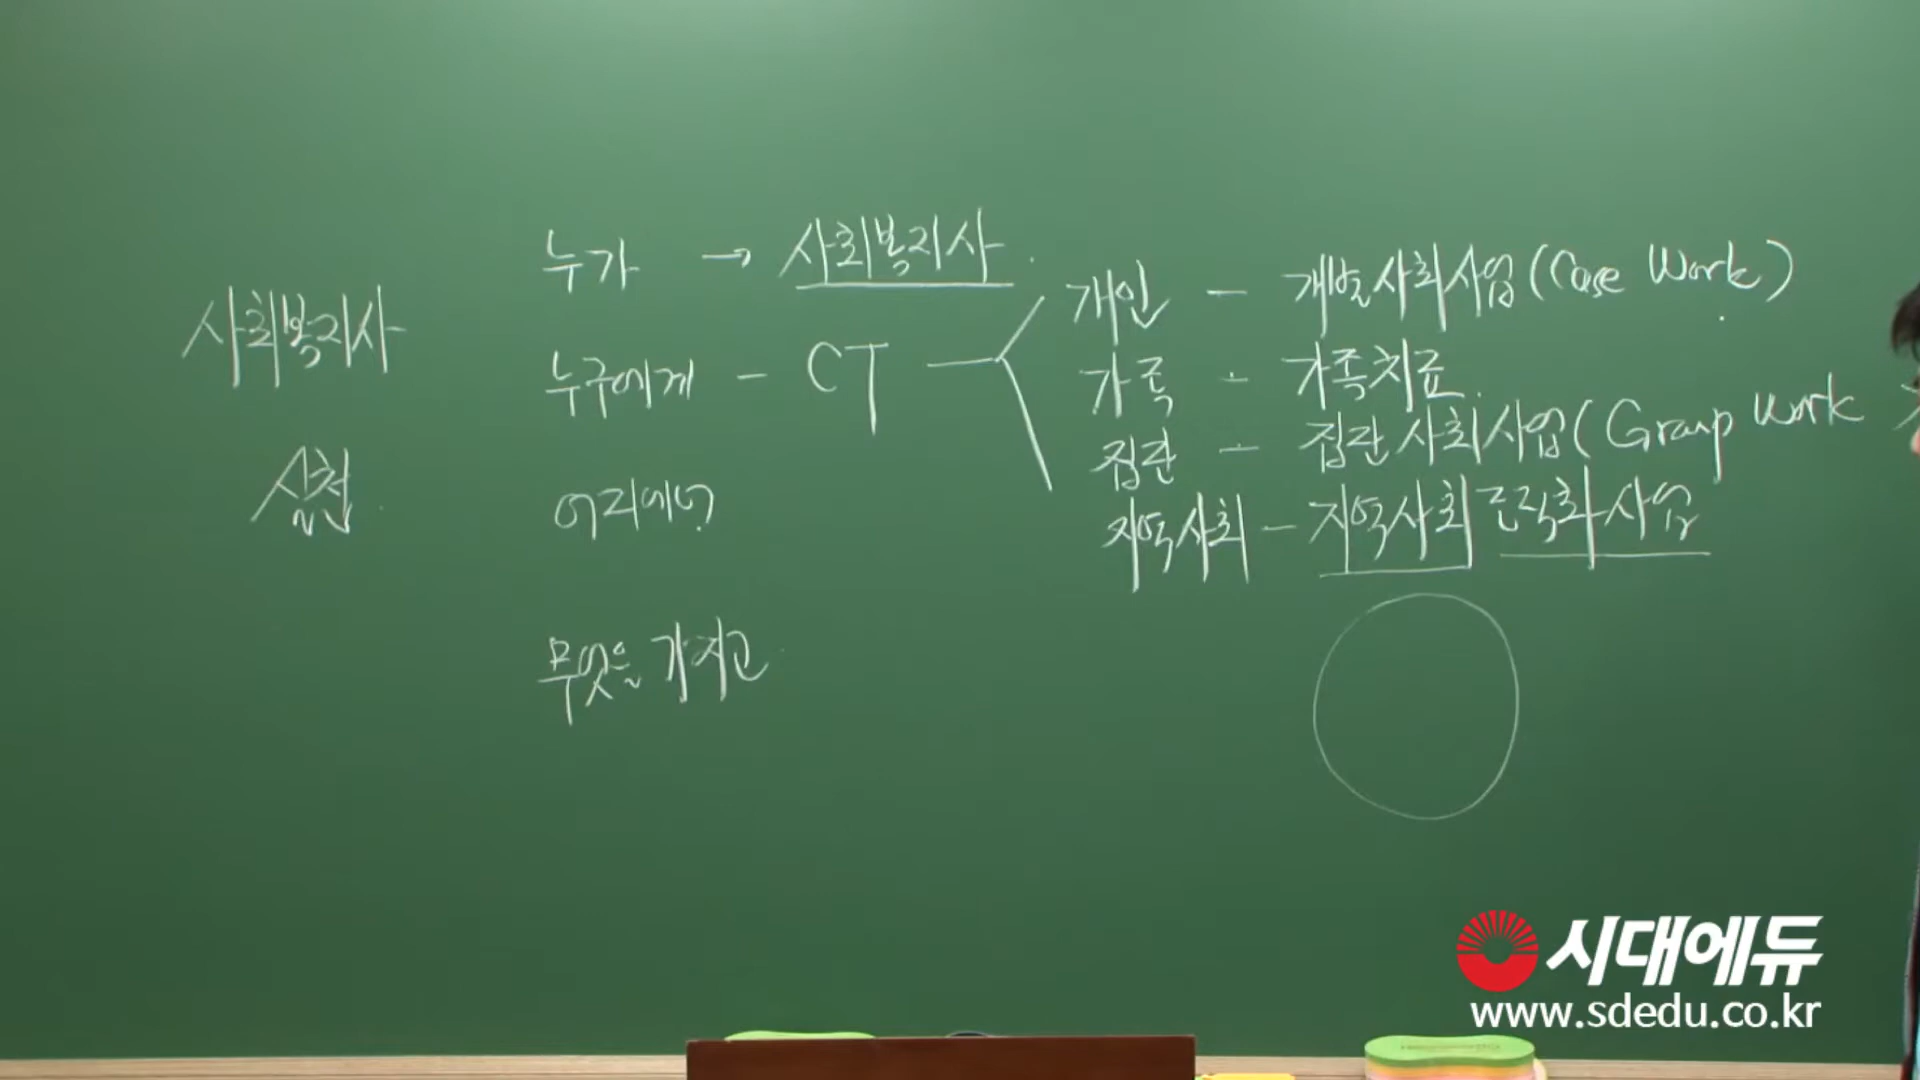 사회복지사
실천
누가 → 사회복지사
누구에게 - CT
어디에서
무엇을 가지고
개인 - 개별사회사업(Case Work)
가족 - 가족치료
집단 - 집단사회사업(Group Work
지역사회 - 지역사회조직화사업
시대에듀
www.sdedu.co.kr